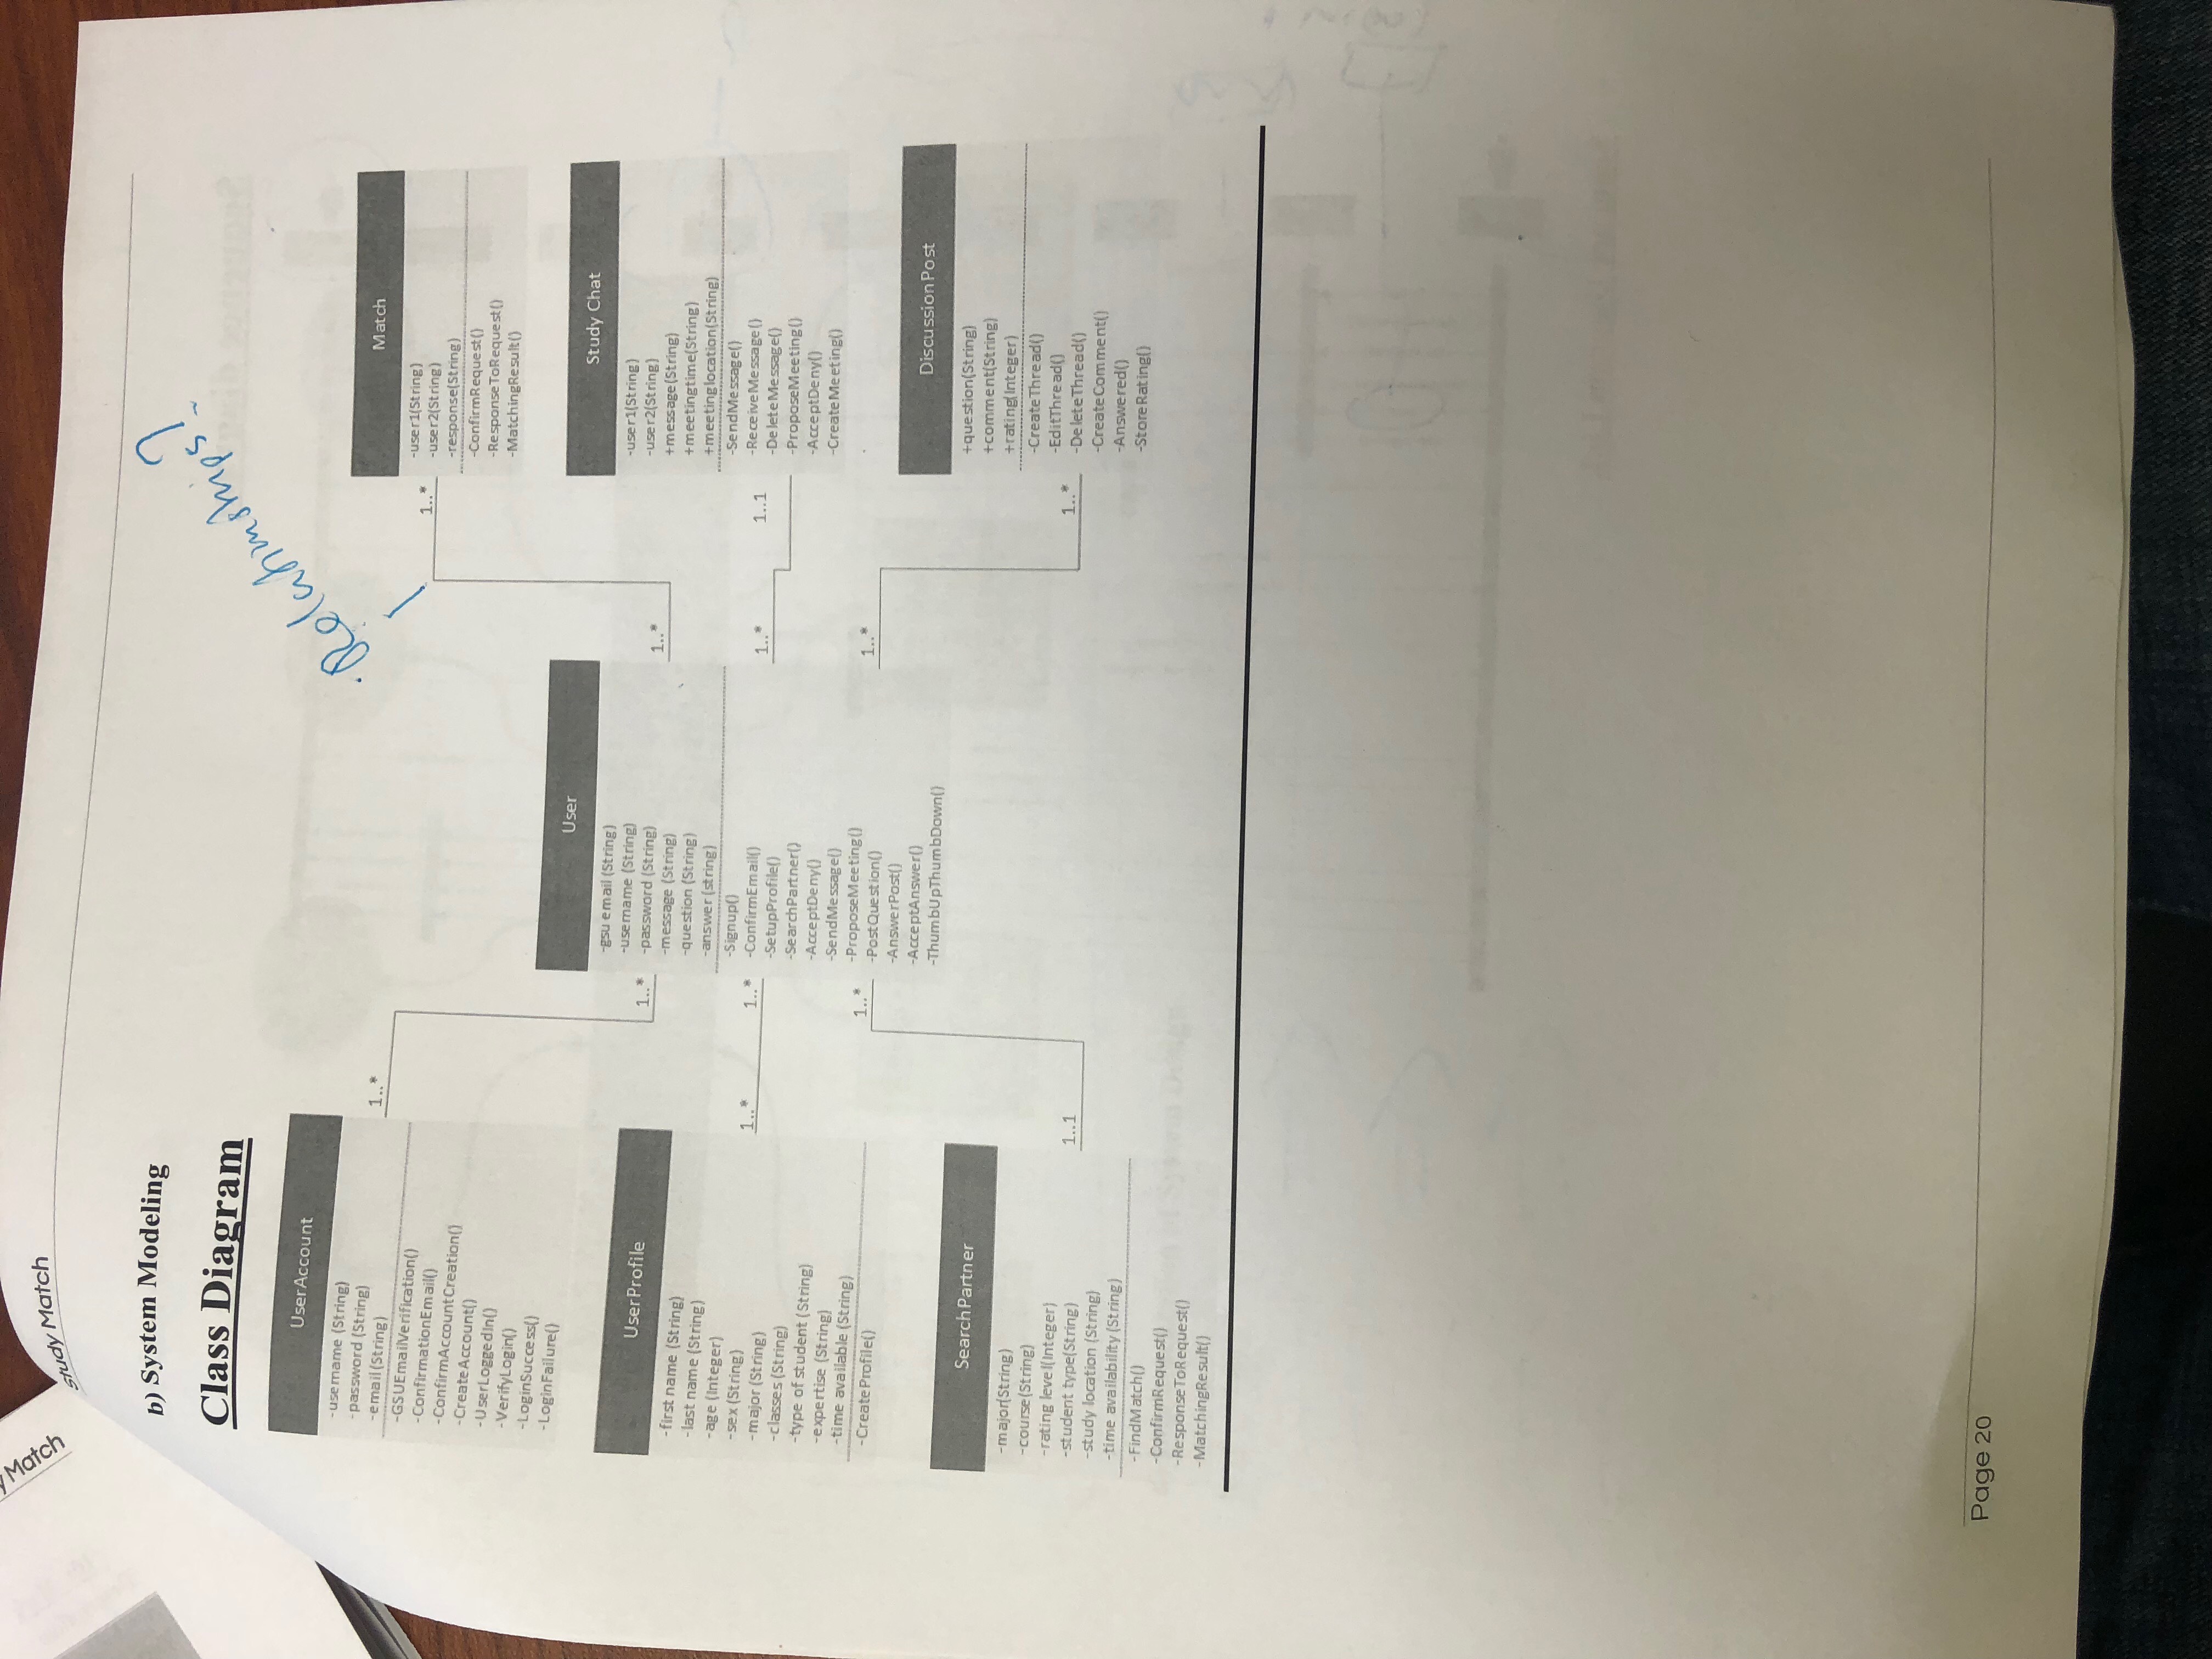 y Match
Study Match
b) System Modeling
Class Diagram
Relationships?
UserAccount
-username (String)
-password (String)
-email(String)
-GSUEmailVerification()
-ConfirmationEmail()
-ConfirmAccountCreation()
-CreateAccount()
-UserLoggedIn()
-VerifyLogin()
-LoginSuccess()
-LoginFailure()
1..*
1..*
UserProfile
-first name (String)
-last name (String)
-age (Integer)
-sex (String)
-major (String)
-classes (String)
-type of student (String)
-expertise (String)
-time available (String)
-CreateProfile()
1..*
1..*
SearchPartner
-major(String)
-course(String)
-rating level(Integer)
-student type(String)
-study location (String)
-time availability (String)
-FindMatch()
-ConfirmRequest()
-ResponseToRequest()
-MatchingResult()
1..1
1..*
User
-gsu email (String)
-username (String)
-password (String)
-message (String)
-question (String)
-answer (string)
-Signup()
-ConfirmEmail()
-SetupProfile()
-SearchPartner()
-AcceptDeny()
-SendMessage()
-ProposeMeeting()
-PostQuestion()
-AnswerPost()
-AcceptAnswer()
-ThumbUpThumbDown()
1..*
1..*
Match
-user1(String)
-user2(String)
-response(String)
-ConfirmRequest()
-ResponseToRequest()
-MatchingResult()
1..*
1..1
Study Chat
-user1(String)
-user2(String)
+message(String)
+meetingtime(String)
+meetinglocation(String)
-SendMessage()
-ReceiveMessage()
-DeleteMessage()
-ProposeMeeting()
-AcceptDeny()
-CreateMeeting()
1..*
1..*
DiscussionPost
+question(String)
+comment(String)
+rating(Integer)
-CreateThread()
-EditThread()
-DeleteThread()
-CreateComment()
-Answered()
-StoreRating()
Page 20